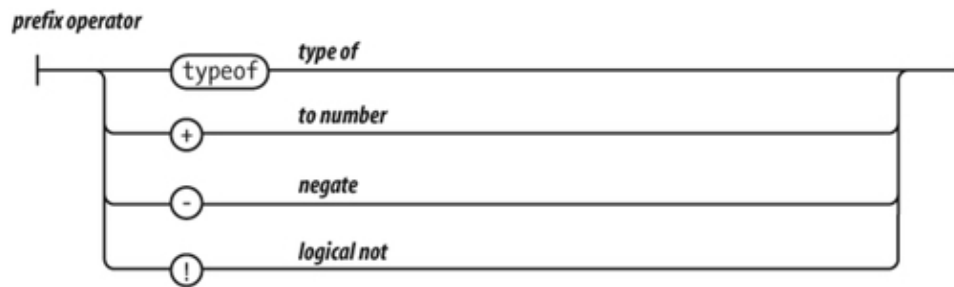 prefix operator
typeof type of
+ to number
- negate
! logical not